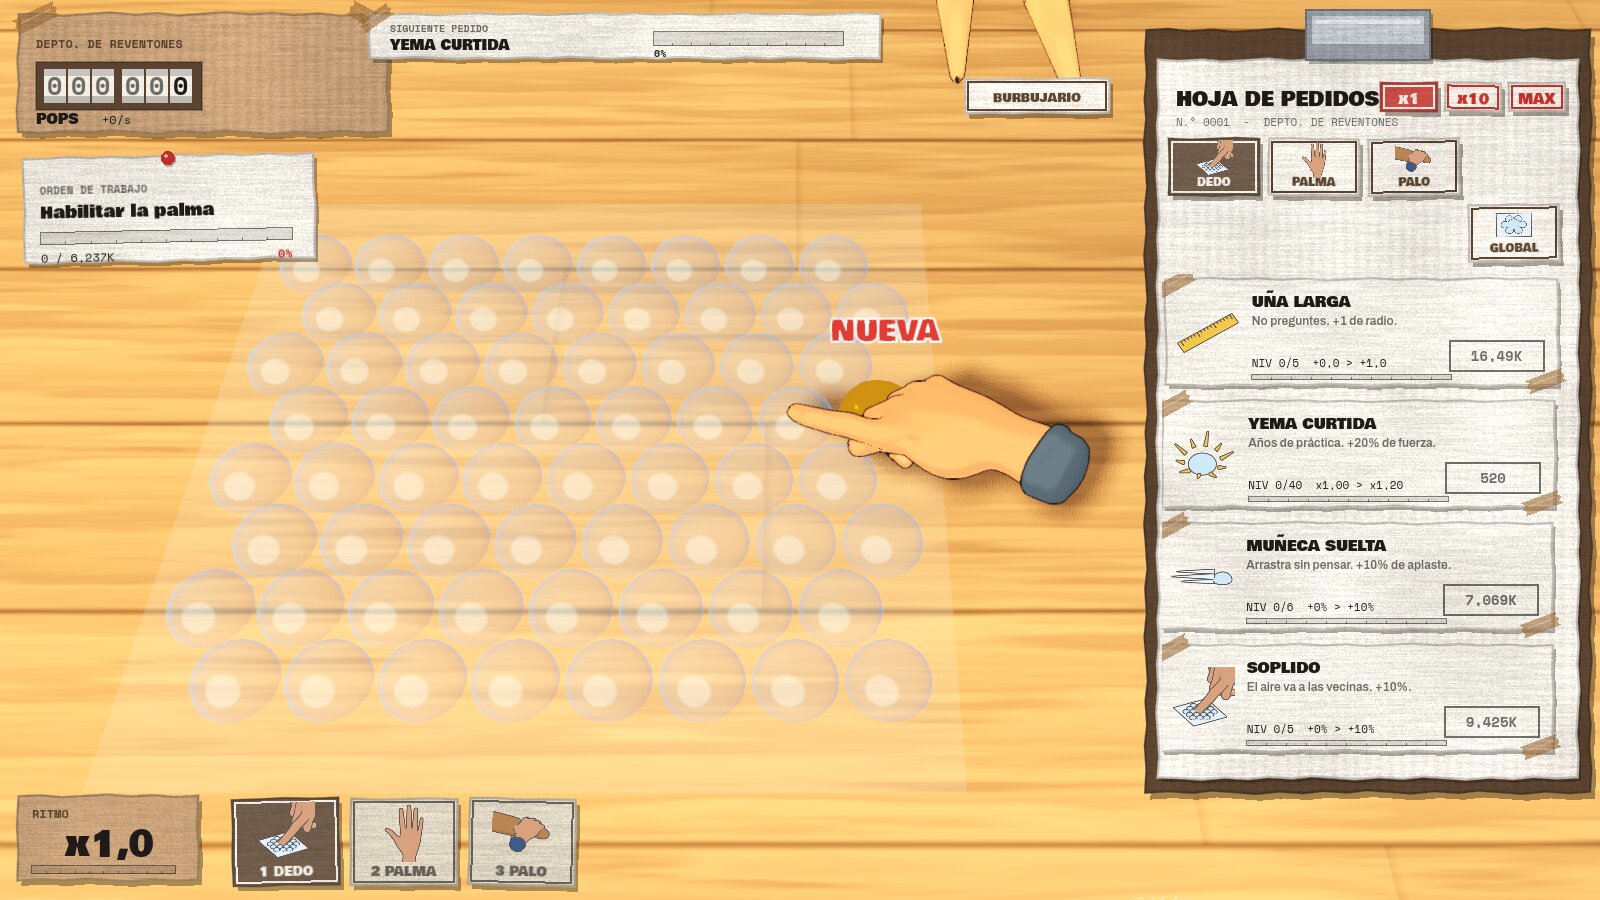 DEPTO. DE REVENTONES
000 000
POPS +0/s
SIGUIENTE PEDIDO
YEMA CURTIDA
0%
BURBUJARIO
ORDEN DE TRABAJO
Habilitar la palma
0 / 6,237K 0%
NUEVA
HOJA DE PEDIDOS x1 x10 MAX
N.° 0001 - DEPTO. DE REVENTONES
DEDO PALMA PALO
GLOBAL
UÑA LARGA
No preguntes. +1 de radio.
NIV 0/5 +0,0 > +1,0
16,49K
YEMA CURTIDA
Años de práctica. +20% de fuerza.
NIV 0/40 x1,00 > x1,20
520
MUÑECA SUELTA
Arrastra sin pensar. +10% de aplaste.
NIV 0/6 +0% > +10%
7,069K
SOPLIDO
El aire va a las vecinas. +10%.
NIV 0/5 +0% > +10%
9,425K
RITMO
x1,0
1 DEDO 2 PALMA 3 PALO